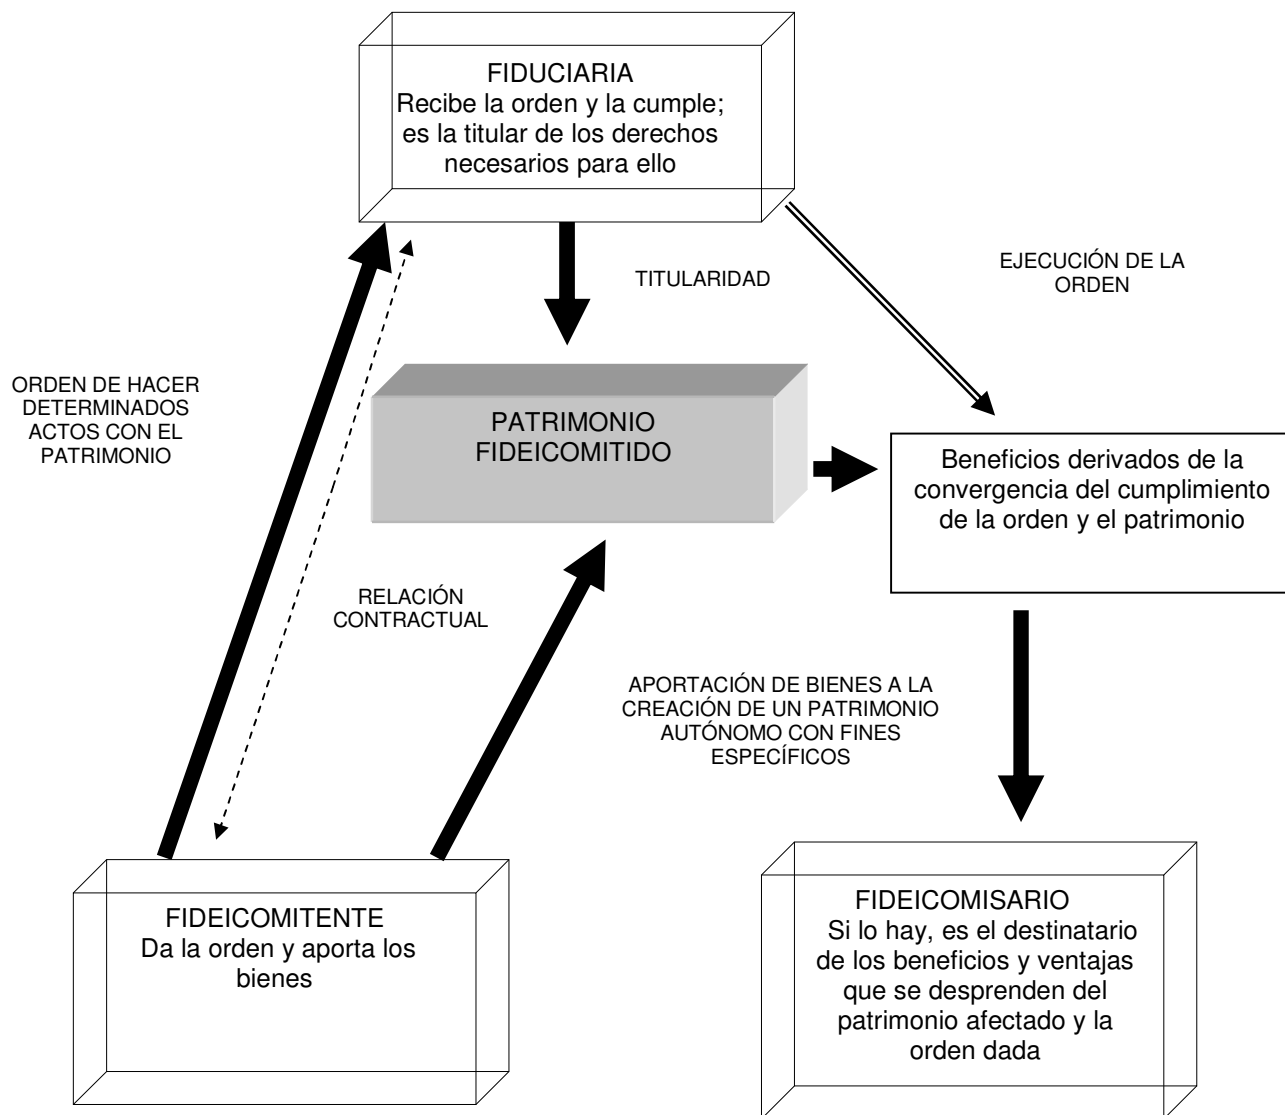 FIDUCIARIA
Recibe la orden y la cumple;
es la titular de los derechos
necesarios para ello
TITULARIDAD
EJECUCIÓN DE LA
ORDEN
ORDEN DE HACER
DETERMINADOS
ACTOS CON EL
PATRIMONIO
PATRIMONIO
FIDEICOMITIDO
Beneficios derivados de la
convergencia del cumplimiento
de la orden y el patrimonio
RELACIÓN
CONTRACTUAL
APORTACIÓN DE BIENES A LA
CREACIÓN DE UN PATRIMONIO
AUTÓNOMO CON FINES
ESPECÍFICOS
FIDEICOMITENTE
Da la orden y aporta los
bienes
FIDEICOMISARIO
Si lo hay, es el destinatario
de los beneficios y ventajas
que se desprenden del
patrimonio afectado y la
orden dada